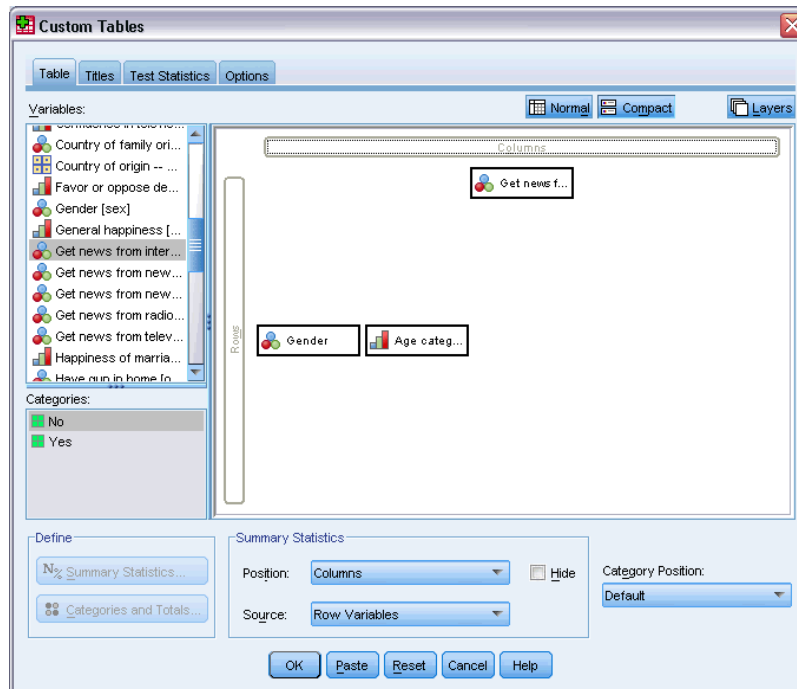 Custom Tables
Table Titles Test Statistics Options
Variables:
Normal Compact Layers
Country of family ori...
Country of origin -- ...
Favor or oppose de...
Gender [sex]
General happiness [...
Get news from inter...
Get news from new...
Get news from new...
Get news from radio...
Get news from telev...
Happiness of marria...
Have gun in home [o...
Columns
Get news f...
Rows
Gender
Age categ...
Categories:
No
Yes
Define
N% Summary Statistics...
Categories and Totals...
Summary Statistics
Position: Columns Hide
Source: Row Variables
Category Position:
Default
OK Paste Reset Cancel Help